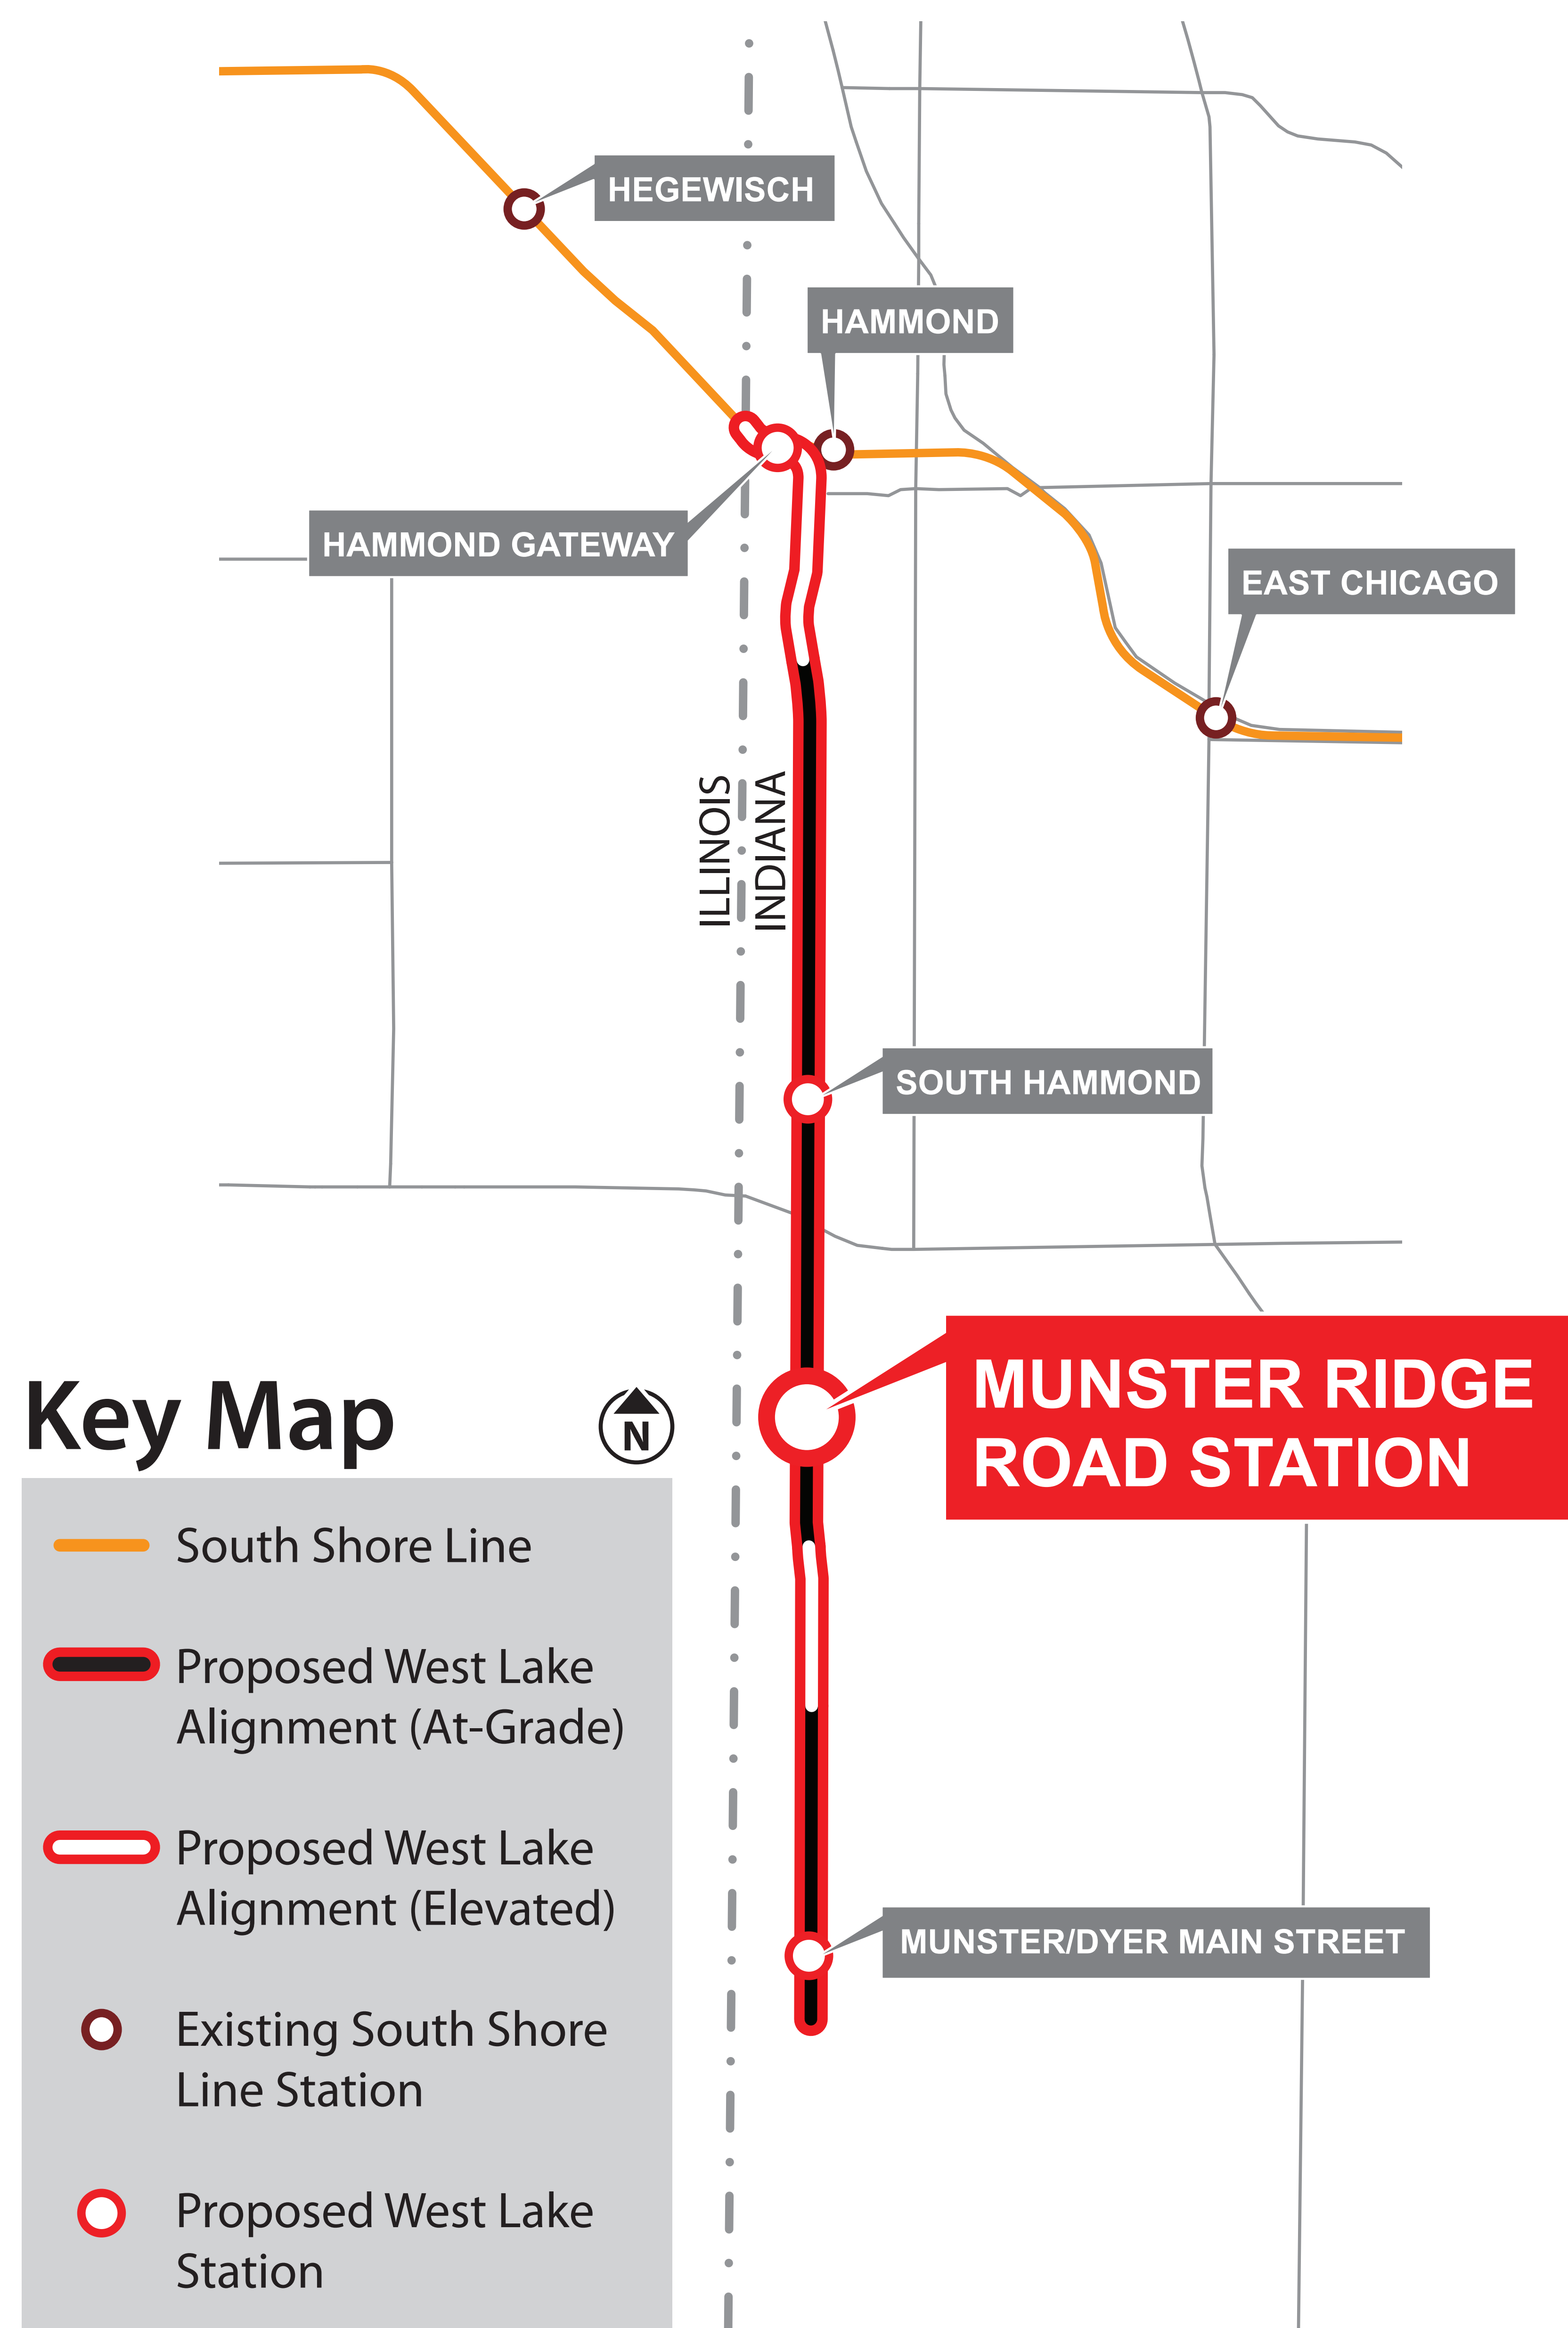 HEGEWISCH
HAMMOND
HAMMOND GATEWAY
EAST CHICAGO
ILLINOIS
INDIANA
SOUTH HAMMOND
MUNSTER RIDGE
ROAD STATION
Key Map
N
South Shore Line
Proposed West Lake
Alignment (At-Grade)
Proposed West Lake
Alignment (Elevated)
MUNSTER/DYER MAIN STREET
Existing South Shore
Line Station
Proposed West Lake
Station